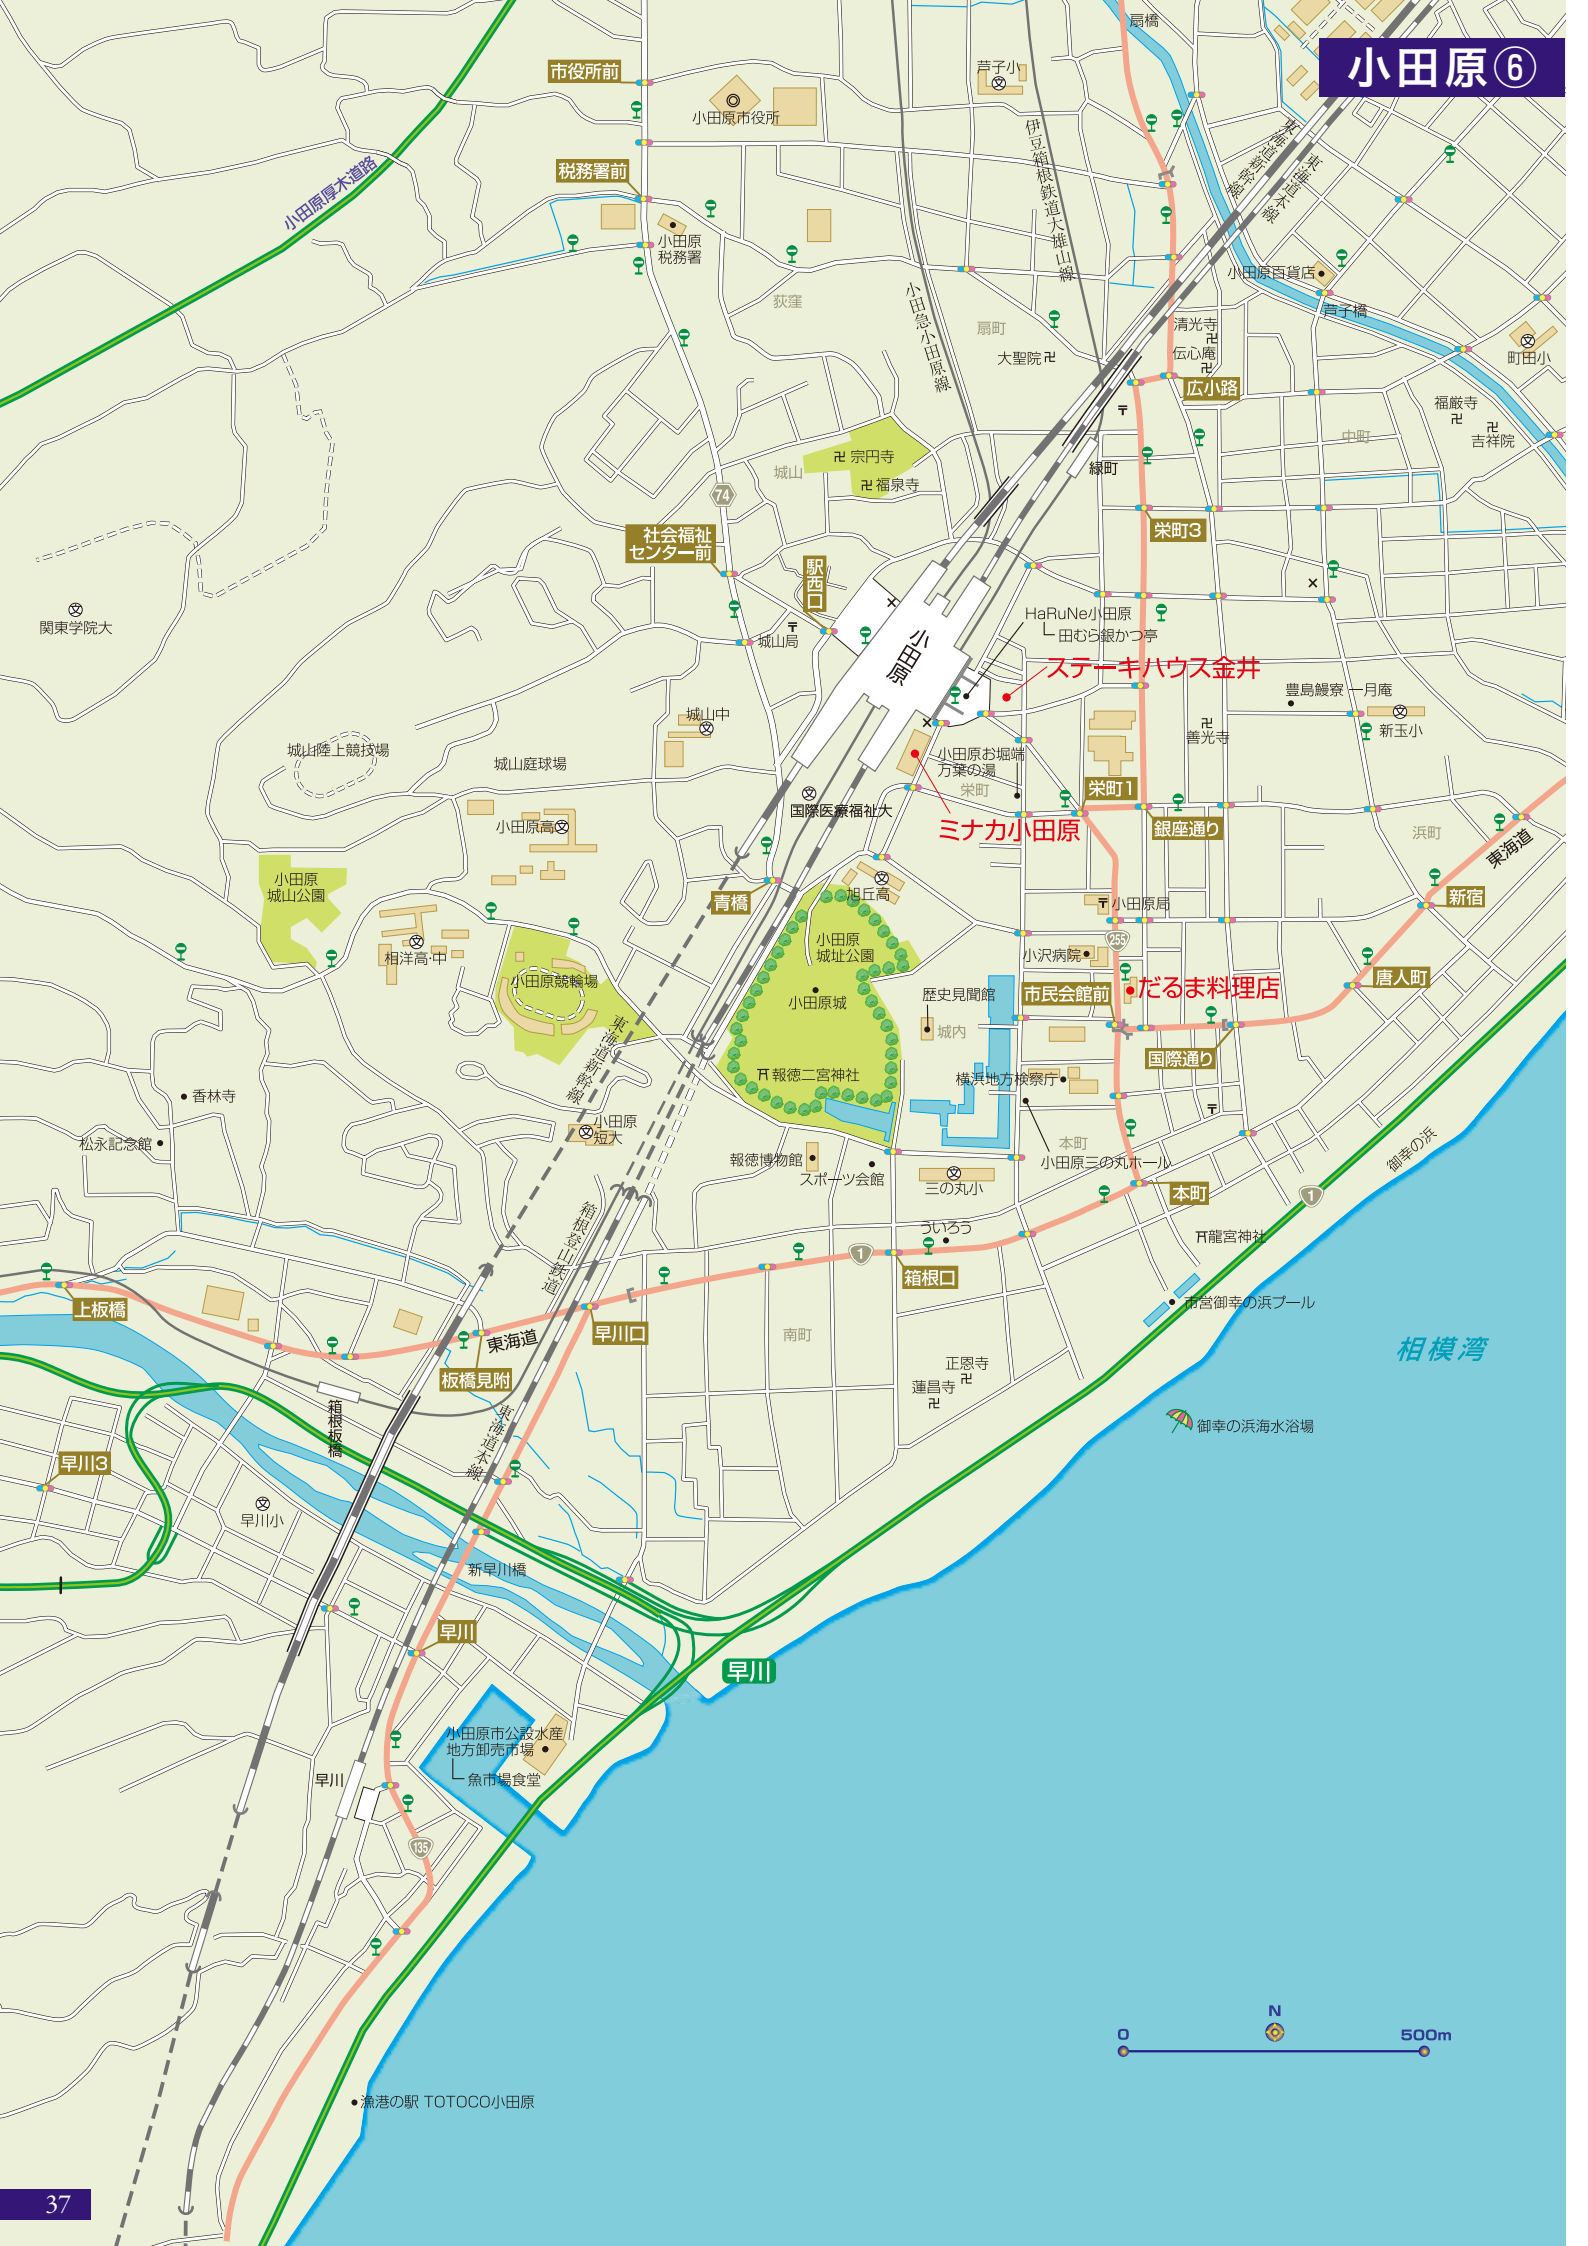 小田原⑥
扇橋
市役所前
芦子小
小田原市役所
伊豆箱根鉄道大雄山線
東海道新幹線
東海道本線
税務署前
小田原厚木道路
小田原
税務署
小田原百貨店
荻窪
小田急小田原線
扇町
芦子橋
清光寺
伝心庵
町田小
大聖院
広小路
福厳寺
吉祥院
中町
宗円寺
城山
福泉寺
緑町
74
社会福祉
センター前
栄町3
駅西口
関東学院大
城山局
小田原
HaRuNe小田原
田むら銀かつ亭
ステーキハウス金井
豊島鰻寮 一月庵
新玉小
善光寺
城山中
城山陸上競技場
城山庭球場
小田原お堀端
万葉の湯
栄町
栄町1
国際医療福祉大
小田原高
ミナカ小田原
銀座通り
浜町
東海道
小田原
城山公園
青橋
旭丘高
小田原局
新宿
255
相洋高・中
小田原
城址公園
小沢病院
小田原競輪場
だるま料理店
市民会館前
唐人町
小田原城
歴史見聞館
城内
東海道新幹線
国際通り
報徳二宮神社
横浜地方検察庁
香林寺
小田原
短大
松永記念館
本町
小田原三の丸ホール
御幸の浜
報徳博物館
スポーツ会館
三の丸小
本町
1
箱根登山鉄道
ういろう
龍宮神社
1
箱根口
上板橋
市営御幸の浜プール
早川口
東海道
南町
相模湾
板橋見附
正恩寺
蓮昌寺
箱根板橋
御幸の浜海水浴場
東海道本線
早川3
早川小
新早川橋
早川
早川
小田原市公設水産
地方卸売市場
魚市場食堂
早川
135
N
0
500m
漁港の駅 TOTOCO小田原
37